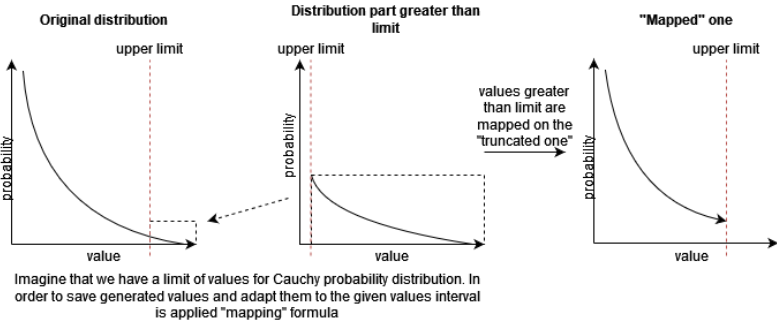 Original distribution
upper limit
probability
value
Distribution part greater than
limit
upper limit
probability
value
values greater
than limit are
mapped on the
"truncated one"
"Mapped" one
upper limit
probability
value
Imagine that we have a limit of values for Cauchy probability distribution. In
order to save generated values and adapt them to the given values interval
is applied "mapping" formula